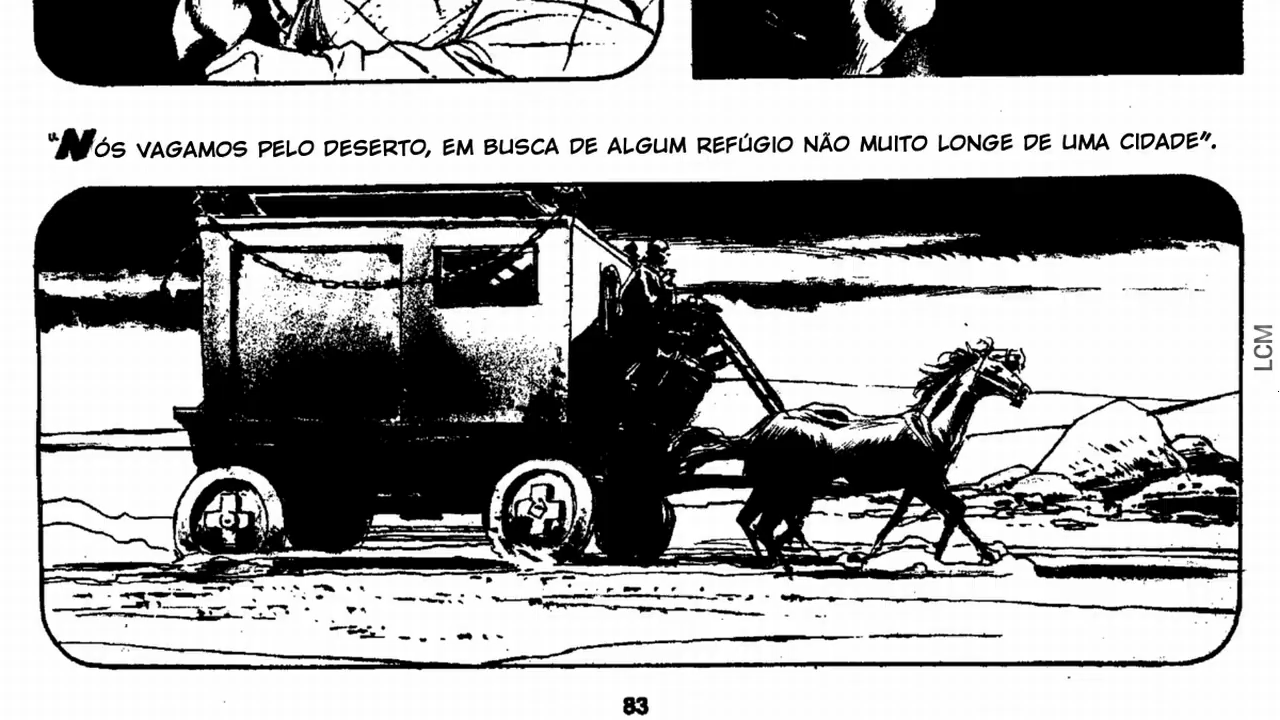 "NÓS VAGAMOS PELO DESERTO, EM BUSCA DE ALGUM REFÚGIO NÃO MUITO LONGE DE UMA CIDADE".
LCM
83